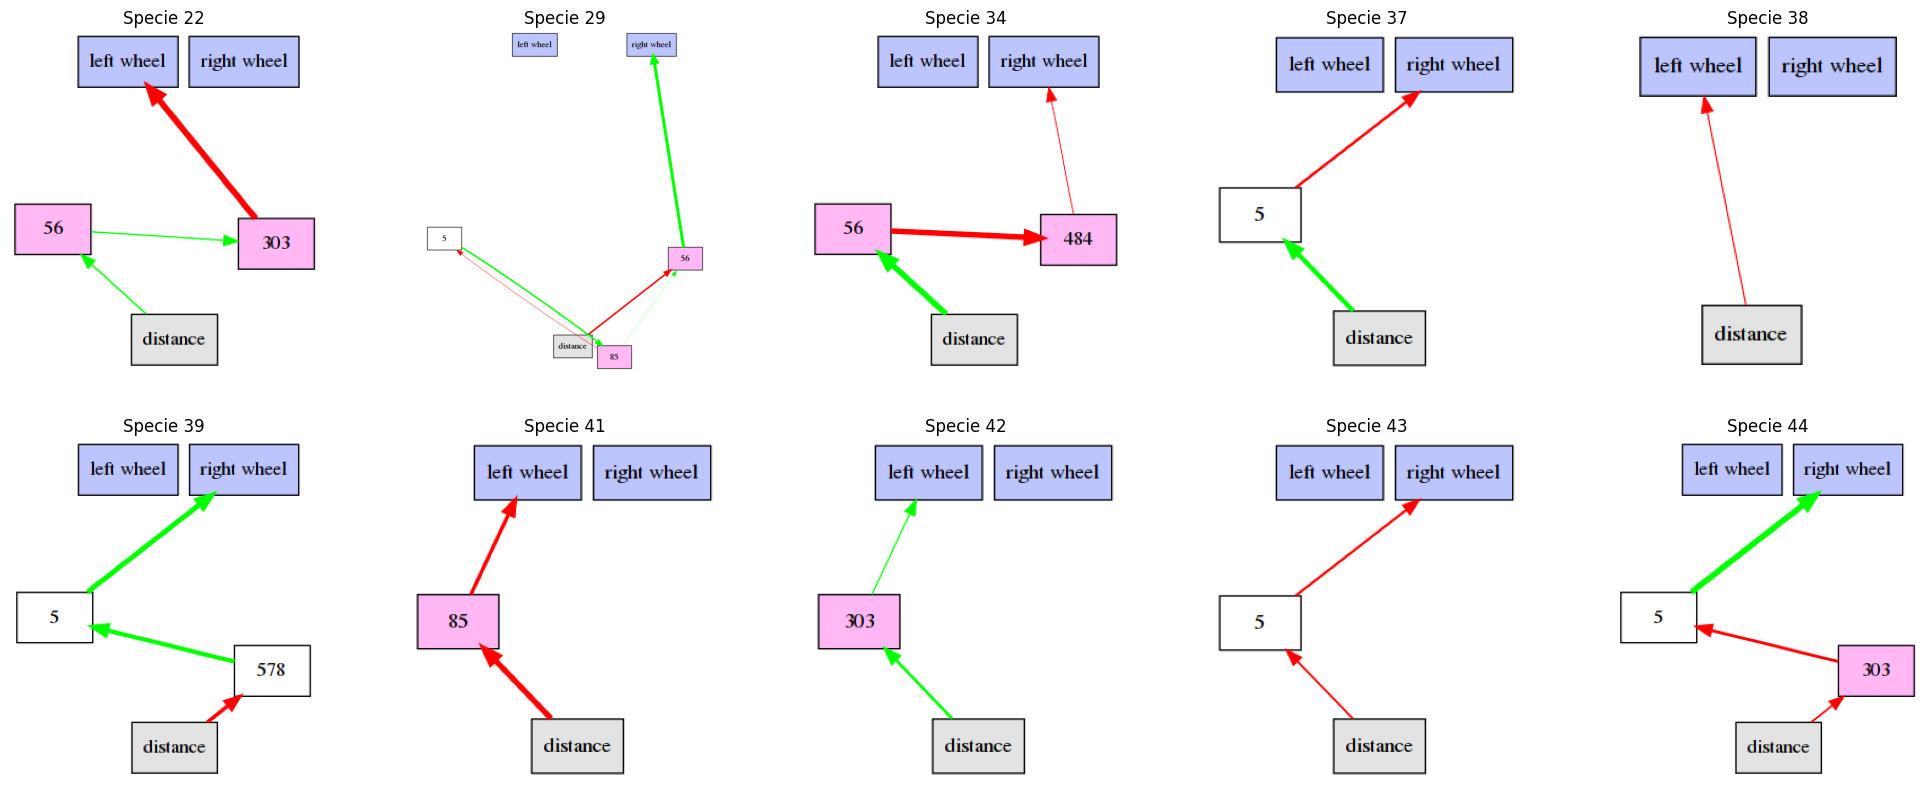 Specie 22
left wheel
right wheel
56
303
distance
Specie 29
left wheel
right wheel
5
56
distance
85
Specie 34
left wheel
right wheel
56
484
distance
Specie 37
left wheel
right wheel
5
distance
Specie 38
left wheel
right wheel
distance
Specie 39
left wheel
right wheel
5
578
distance
Specie 41
left wheel
right wheel
85
distance
Specie 42
left wheel
right wheel
303
distance
Specie 43
left wheel
right wheel
5
distance
Specie 44
left wheel
right wheel
5
303
distance